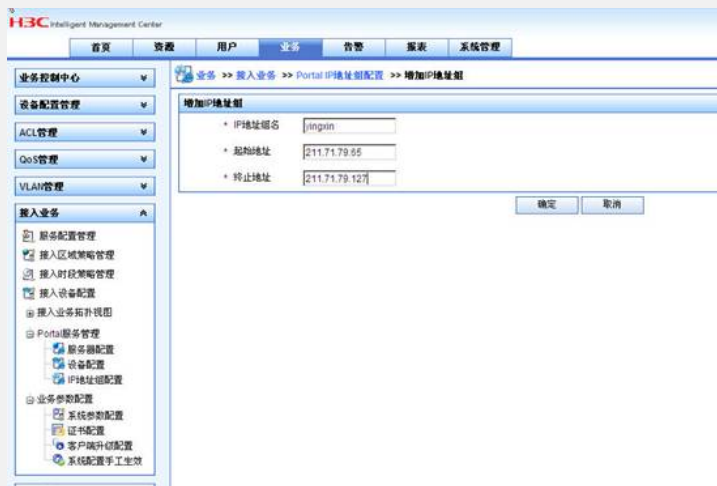 H3C Intelligent Management Center
首页 资源 用户 业务 告警 报表 系统管理
业务控制中心
设备配置管理
ACL管理
QoS管理
VLAN管理
接入业务
服务配置管理
接入区域策略管理
接入时段策略管理
接入设备配置
接入业务拓扑视图
Portal服务管理
服务器配置
设备配置
IP地址组配置
业务参数配置
系统参数配置
证书配置
客户端升级配置
系统配置手工生效
业务 >> 接入业务 >> Portal IP地址组配置 >> 增加IP地址组
增加IP地址组
* IP地址组名 yingxin
* 起始地址 211.71.79.65
* 终止地址 211.71.79.127
确定 取消